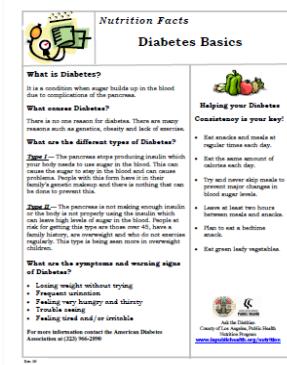 Nutrition Facts
Diabetes Basics
What is Diabetes?
It is a condition when sugar builds up in the blood
due to complications of the pancreas.
What causes Diabetes?
There is no one reason for diabetes. There are many
reasons such as genetics, obesity and lack of exercise.
What are the different types of Diabetes?
Type I — The pancreas stops producing insulin which
your body needs to use sugar in the blood. This can
cause the sugar to stay in the blood and can cause
problems. People with this form have it in their
family's genetic makeup and there is nothing that can
be done to prevent this.
Type II — The pancreas is not making enough insulin
or the body is not properly using the insulin which
can leave high levels of sugar in the blood. People at
risk for getting this type are those over 45, have a
family history, are overweight and who do not exercise
regularly. This type is being seen more in overweight
children.
What are the symptoms and warning signs
of Diabetes?
• Losing weight without trying
• Frequent urination
• Feeling very hungry and thirsty
• Trouble seeing
• Feeling tired and/or irritable
For more information contact the American Diabetes
Association at (323) 966-2890
Helping your Diabetes
Consistency is your key!
• Eat snacks and meals at
regular times each day.
• Eat the same amount of
calories each day.
• Try and never skip meals to
prevent major changes in
blood sugar levels.
• Leave at least two hours
between meals and snacks.
• Plan to eat a bedtime
snack.
• Eat green leafy vegetables.
Ask the Dietitian
County of Los Angeles, Public Health
Nutrition Program
www.lapublichealth.org/nutrition